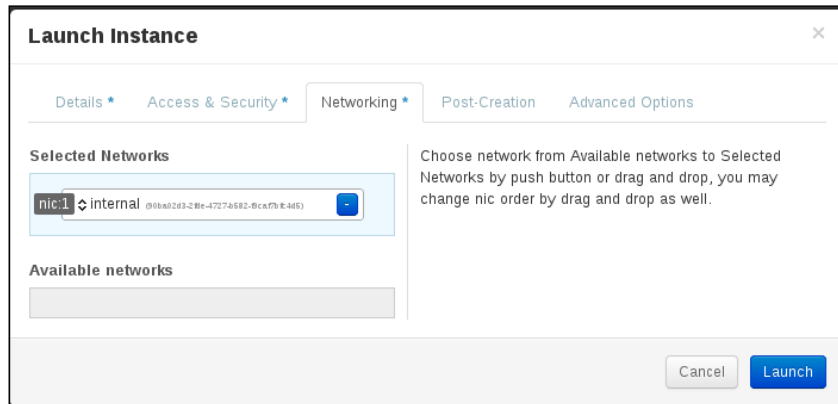 Launch Instance ×
Details * Access & Security * Networking * Post-Creation Advanced Options
Selected Networks
nic:1 internal
-
Available networks
Choose network from Available networks to Selected
Networks by push button or drag and drop, you may
change nic order by drag and drop as well.
Cancel Launch